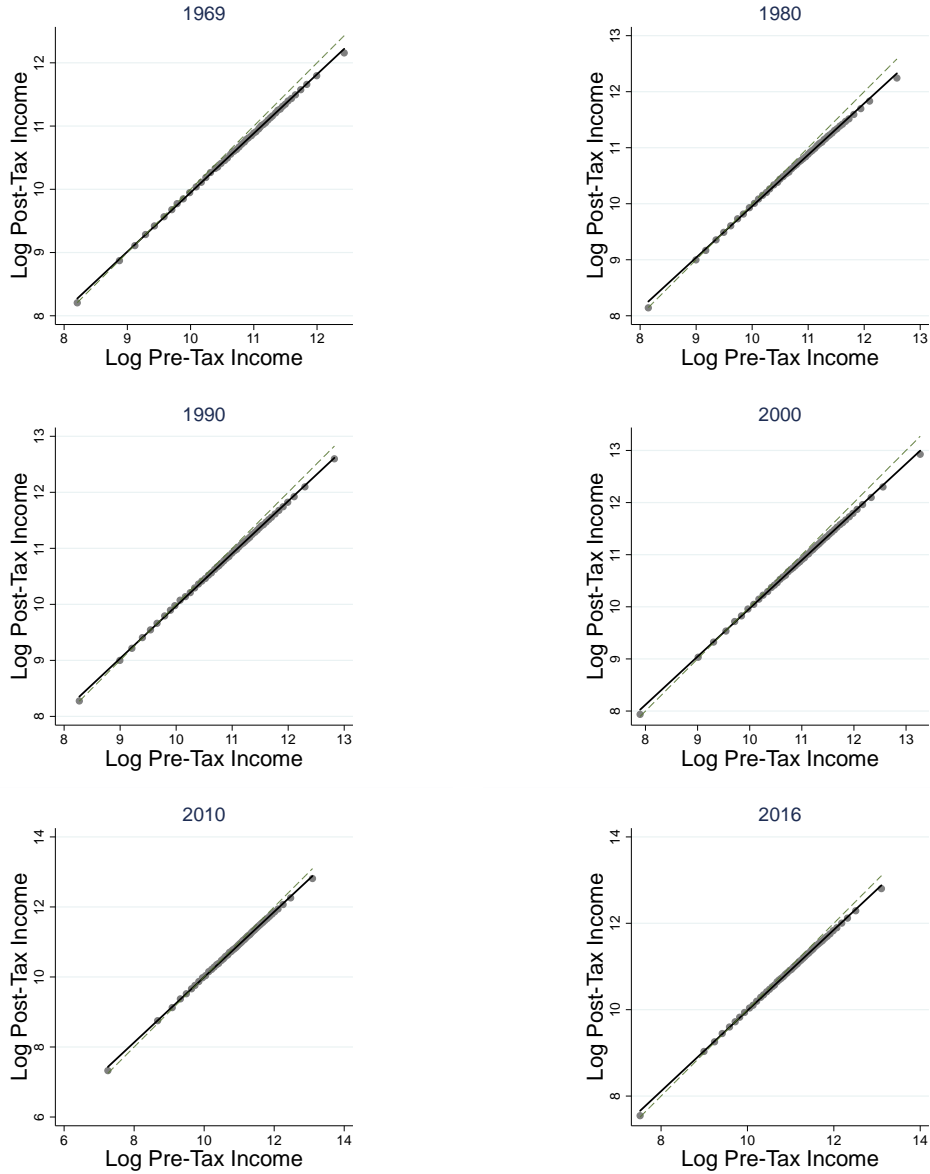 1969
Log Post-Tax Income
12
11
10
9
8
8 9 10 11 12
Log Pre-Tax Income
1980
Log Post-Tax Income
13
12
11
10
9
8
8 9 10 11 12 13
Log Pre-Tax Income
1990
Log Post-Tax Income
13
12
11
10
9
8
8 9 10 11 12 13
Log Pre-Tax Income
2000
Log Post-Tax Income
13
12
11
10
9
8
8 9 10 11 12 13
Log Pre-Tax Income
2010
Log Post-Tax Income
14
12
10
8
6
6 8 10 12 14
Log Pre-Tax Income
2016
Log Post-Tax Income
14
12
10
8
8 10 12 14
Log Pre-Tax Income